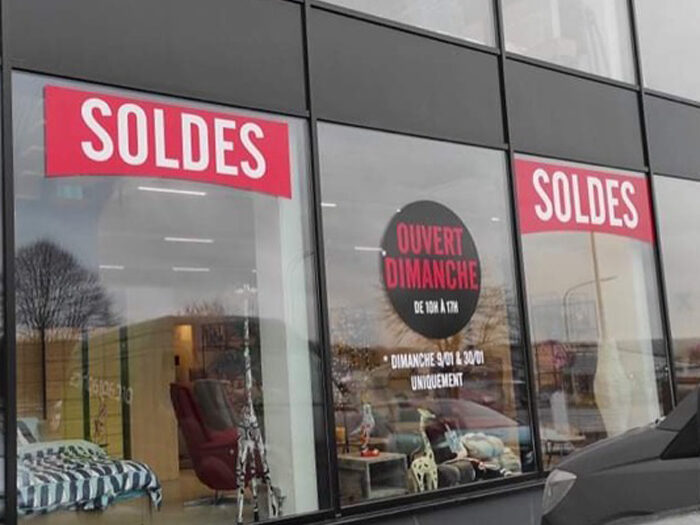 SOLDES
OUVERT
DIMANCHE
DE 10H À 17H
* DIMANCHE 9/01 & 30/01
UNIQUEMENT
SOLDES